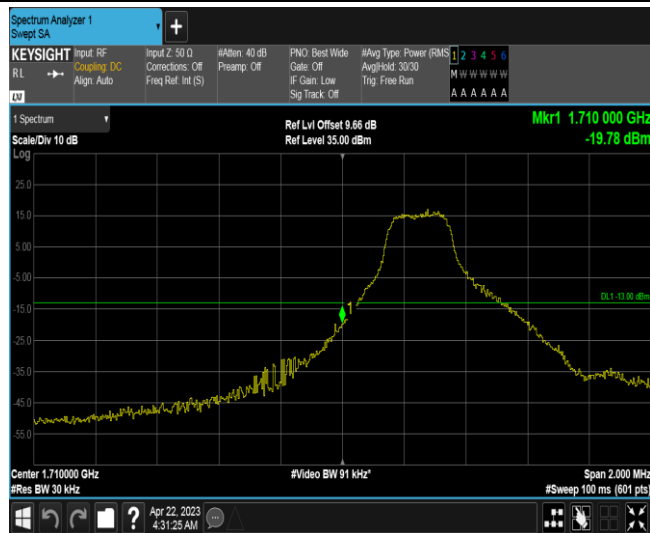 Spectrum Analyzer 1
Swept SA
+
KEYSIGHT
RL
LXI
Input: RF
Coupling: DC
Align: Auto
Input Z: 50 Ω
Corrections: Off
Freq Ref: Int (S)
#Atten: 40 dB
Preamp: Off
PNO: Best Wide
Gate: Off
IF Gain: Low
Sig Track: Off
#Avg Type: Power (RMS
Avg|Hold: 30/30
Trig: Free Run
1 2 3 4 5 6
M W W W W W
A A A A A A
1 Spectrum
Scale/Div 10 dB
Ref Lvl Offset 9.66 dB
Ref Level 35.00 dBm
Mkr1 1.710 000 GHz
-19.78 dBm
Log
25.0
15.0
5.00
-5.00
-15.0
-25.0
-35.0
-45.0
-55.0
DL1 -13.00 dBm
1
Center 1.710000 GHz
#Video BW 91 kHz*
Span 2.000 MHz
#Res BW 30 kHz
#Sweep 100 ms (601 pts)
?
Apr 22, 2023
4:31:25 AM